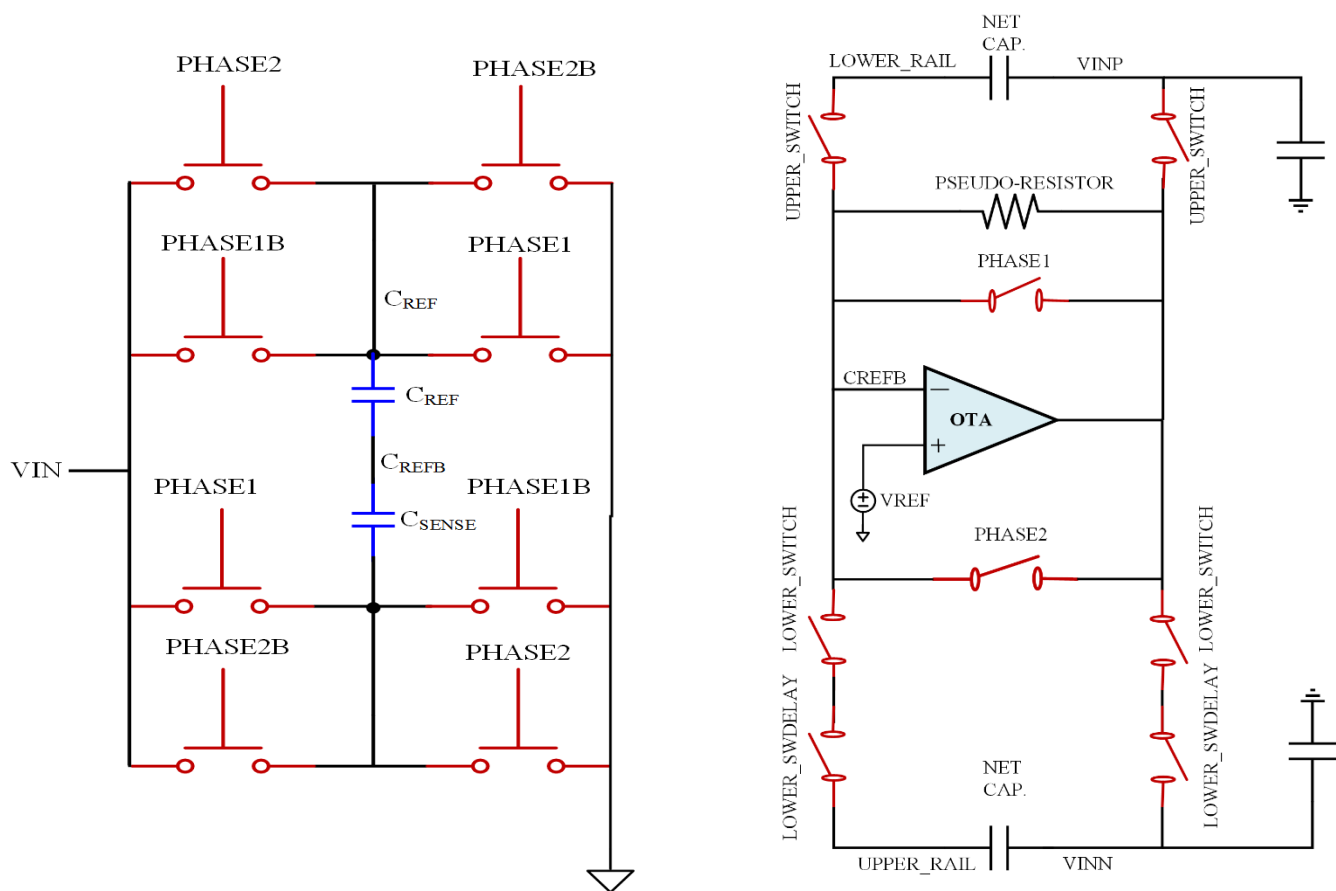 PHASE2
PHASE2B
PHASE1B
PHASE1
CREF
CREF
CREFB
CSENSE
VIN
PHASE1
PHASE1B
PHASE2B
PHASE2
NET
CAP.
LOWER_RAIL
VINP
UPPER_SWITCH
UPPER_SWITCH
PSEUDO-RESISTOR
PHASE1
CREFB
OTA
VREF
PHASE2
LOWER_SWITCH
LOWER_SWITCH
LOWER_SWDELAY
LOWER_SWDELAY
NET
CAP.
UPPER_RAIL
VINN